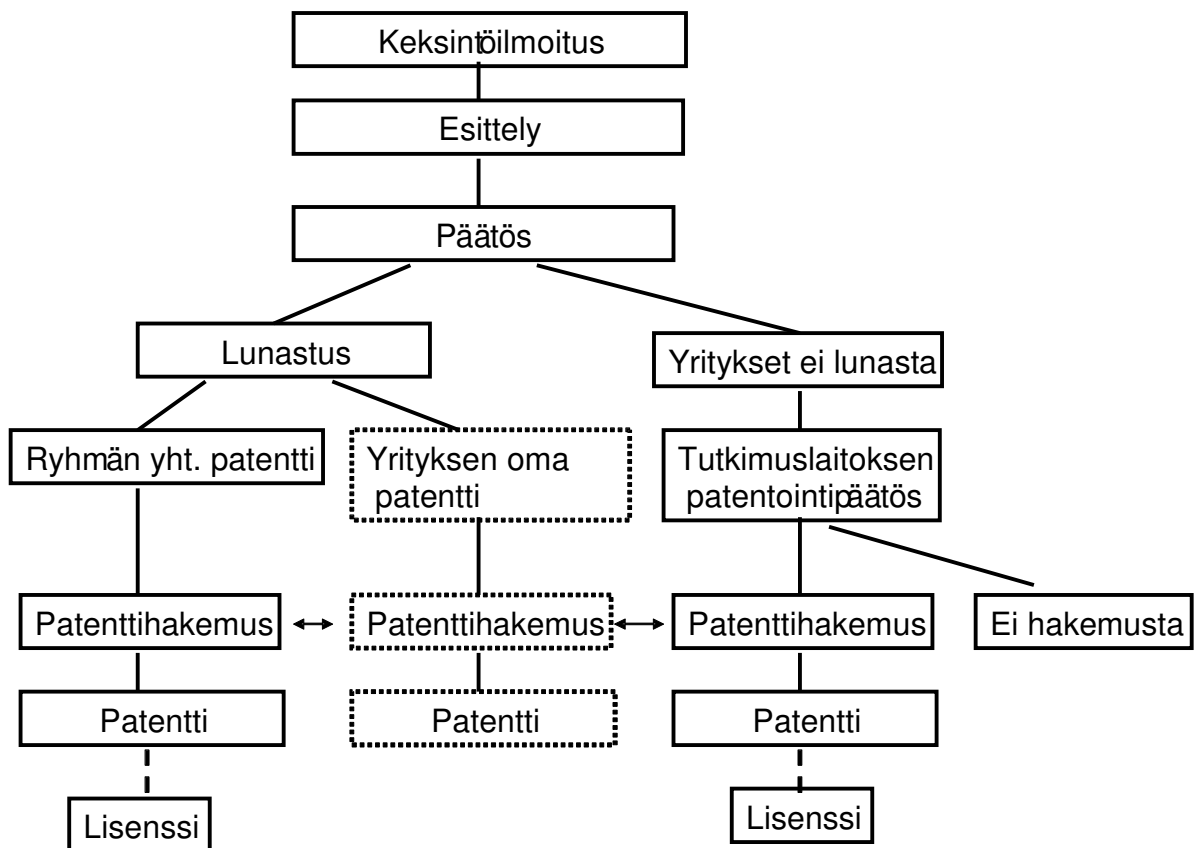 Keksintöilmoitus
Esittely
Päätös
Lunastus
Yritykset ei lunasta
Ryhmän yht. patentti
Yrityksen oma
patentti
Tutkimuslaitoksen
patentointipäätös
Patenttihakemus
Patenttihakemus
Patenttihakemus
Ei hakemusta
Patentti
Patentti
Patentti
Lisenssi
Lisenssi